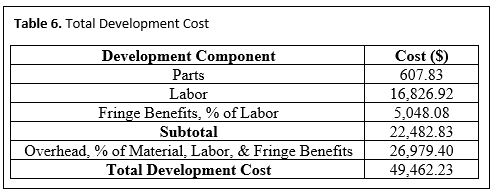 Table 6. Total Development Cost
Development Component Cost ($)
Parts 607.83
Labor 16,826.92
Fringe Benefits, % of Labor 5,048.08
Subtotal 22,482.83
Overhead, % of Material, Labor, & Fringe Benefits 26,979.40
Total Development Cost 49,462.23